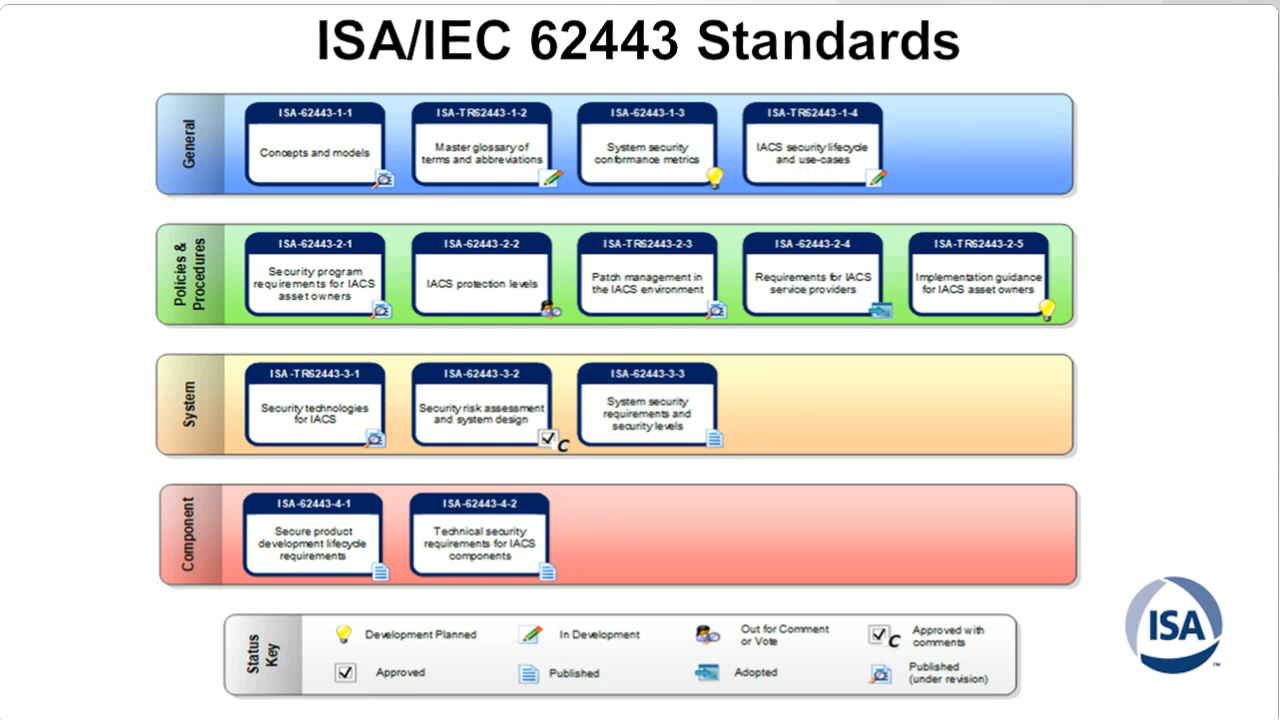 ISA/IEC 62443 Standards
General
ISA-62443-1-1
Concepts and models
ISA-TR62443-1-2
Master glossary of
terms and abbreviations
ISA-62443-1-3
System security
conformance metrics
ISA-TR62443-1-4
IACS security lifecycle
and use-cases
Policies &
Procedures
ISA-62443-2-1
Security program
requirements for IACS
asset owners
ISA-62443-2-2
IACS protection levels
ISA-TR62443-2-3
Patch management in
the IACS environment
ISA-62443-2-4
Requirements for IACS
service providers
ISA-TR62443-2-5
Implementation guidance
for IACS asset owners
System
ISA-TR62443-3-1
Security technologies
for IACS
ISA-62443-3-2
Security risk assessment
and system design
C
ISA-62443-3-3
System security
requirements and
security levels
Component
ISA-62443-4-1
Secure product
development lifecycle
requirements
ISA-62443-4-2
Technical security
requirements for IACS
components
Status
Key
Development Planned
In Development
Out for Comment
or Vote
C
Approved with
comments
Approved
Published
Adopted
Published
(under revision)
ISA
™